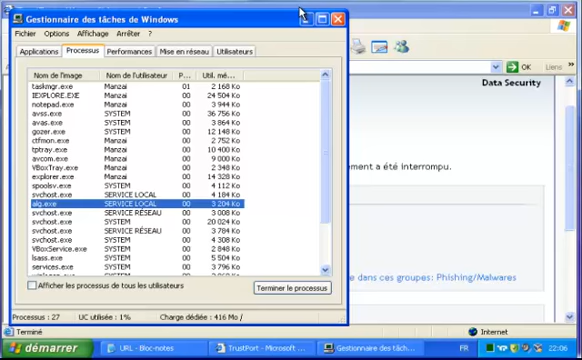 Gestionnaire des tâches de Windows
Fichier Options Affichage Arrêter ?
Applications Processus Performances Mise en réseau Utilisateurs
Nom de l'image Nom de l'utilisateur P... Util. mé...
taskmgr.exe Manzai 01 2 168 Ko
IEXPLORE.EXE Manzai 00 24 504 Ko
notepad.exe Manzai 00 3 944 Ko
avss.exe SYSTEM 00 36 756 Ko
avas.exe SYSTEM 00 3 864 Ko
gozer.exe SYSTEM 00 12 148 Ko
ctfmon.exe Manzai 00 2 752 Ko
tptray.exe Manzai 00 10 400 Ko
avcom.exe Manzai 00 9 000 Ko
VBoxTray.exe Manzai 00 2 348 Ko
explorer.exe Manzai 00 14 328 Ko
spoolsv.exe SYSTEM 00 4 112 Ko
svchost.exe SERVICE LOCAL 00 4 184 Ko
alg.exe SERVICE LOCAL 00 3 204 Ko
svchost.exe SERVICE RÉSEAU 00 3 008 Ko
svchost.exe SYSTEM 00 20 024 Ko
svchost.exe SERVICE RÉSEAU 00 3 784 Ko
svchost.exe SYSTEM 00 4 308 Ko
VBoxService.exe SYSTEM 00 2 988 Ko
lsass.exe SYSTEM 00 5 504 Ko
services.exe SYSTEM 00 3 796 Ko
Afficher les processus de tous les utilisateurs
Terminer le processus
Processus : 27 UC utilisée : 1% Charge dédiée : 416 Mo /
OK Liens »
Data Security
ement a été interrompu.
e dans ces groupes: Phishing/Malwares
Terminé Internet
démarrer URL - Bloc-notes TrustPort - Microsoft ... Gestionnaire des tâch... FR 22:06